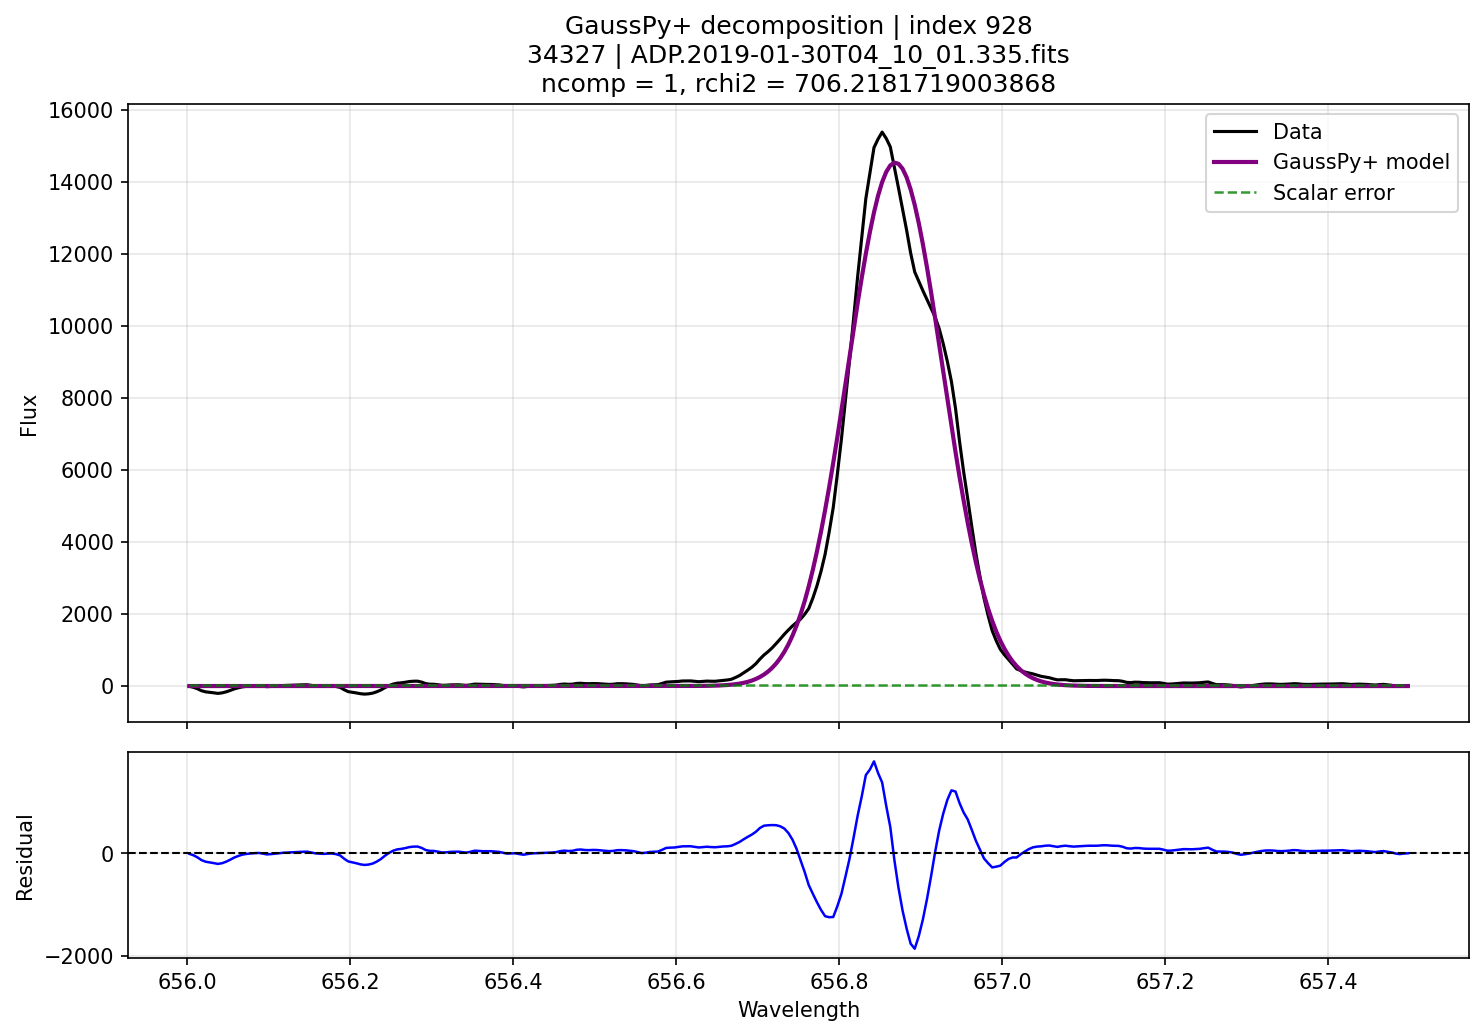 GaussPy+ decomposition | index 928
34327 | ADP.2019-01-30T04_10_01.335.fits
ncomp = 1, rchi2 = 706.2181719003868
16000
14000
12000
10000
8000
6000
4000
2000
0
Flux
Data
GaussPy+ model
Scalar error
0
−2000
Residual
656.0 656.2 656.4 656.6 656.8 657.0 657.2 657.4
Wavelength